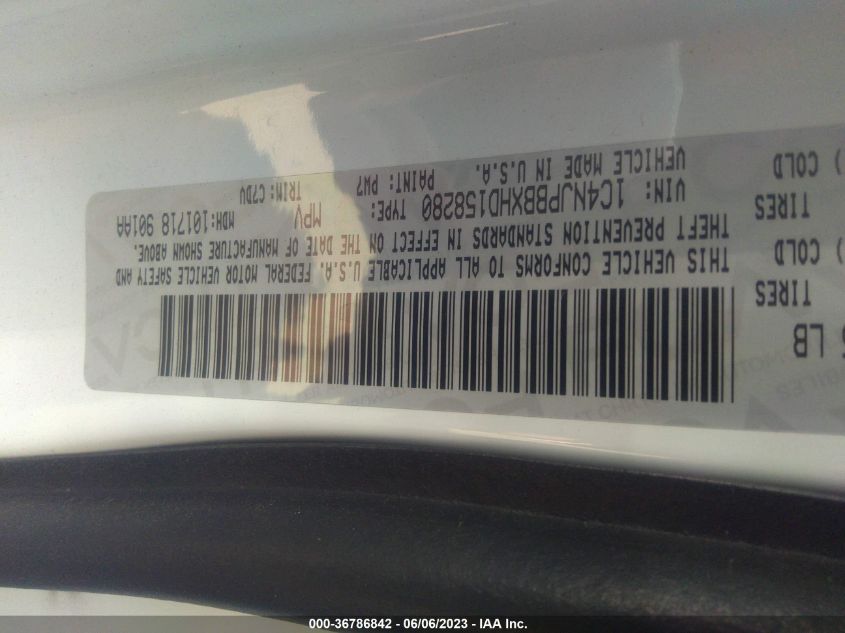 5 LB
TIRES
) COLD
TIRES
) COLD
THIS VEHICLE CONFORMS TO ALL APPLICABLE U.S.A. FEDERAL MOTOR VEHICLE SAFETY AND
THEFT PREVENTION STANDARDS IN EFFECT ON THE DATE OF MANUFACTURE SHOWN ABOVE.
VIN: 1C4NJPBBXHD158280 TYPE: MPV MDH:101718 901AA
VEHICLE MADE IN U.S.A. PAINT: PW7 TRIM: C7DV
000-36786842 - 06/06/2023 - IAA Inc.